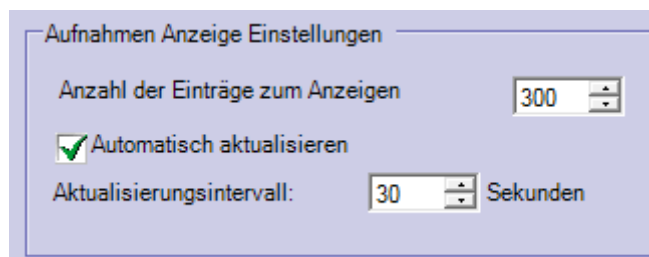 Aufnahmen Anzeige Einstellungen
Anzahl der Einträge zum Anzeigen 300
Automatisch aktualisieren
Aktualisierungsintervall: 30 Sekunden